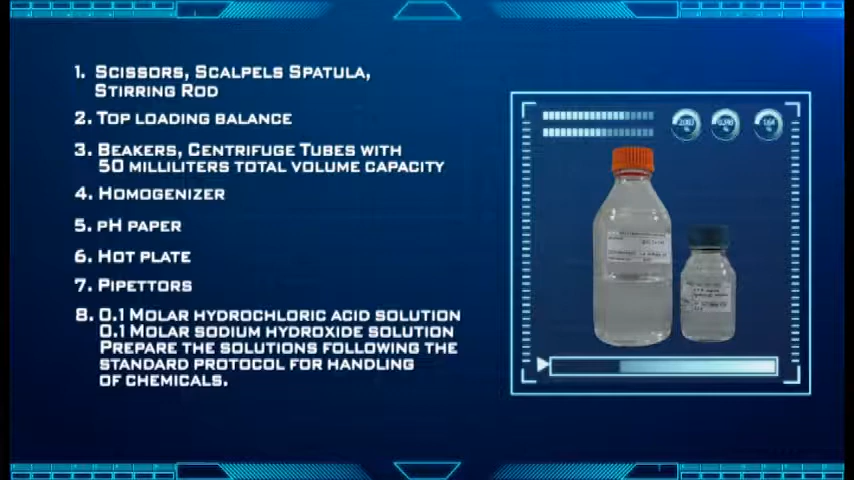 1. Scissors, Scalpels Spatula,
Stirring Rod
2. Top loading balance
3. Beakers, Centrifuge Tubes with
50 milliliters total volume capacity
4. Homogenizer
5. pH paper
6. Hot plate
7. Pipettors
8. 0.1 Molar hydrochloric acid solution
0.1 Molar sodium hydroxide solution
Prepare the solutions following the
standard protocol for handling
of chemicals.